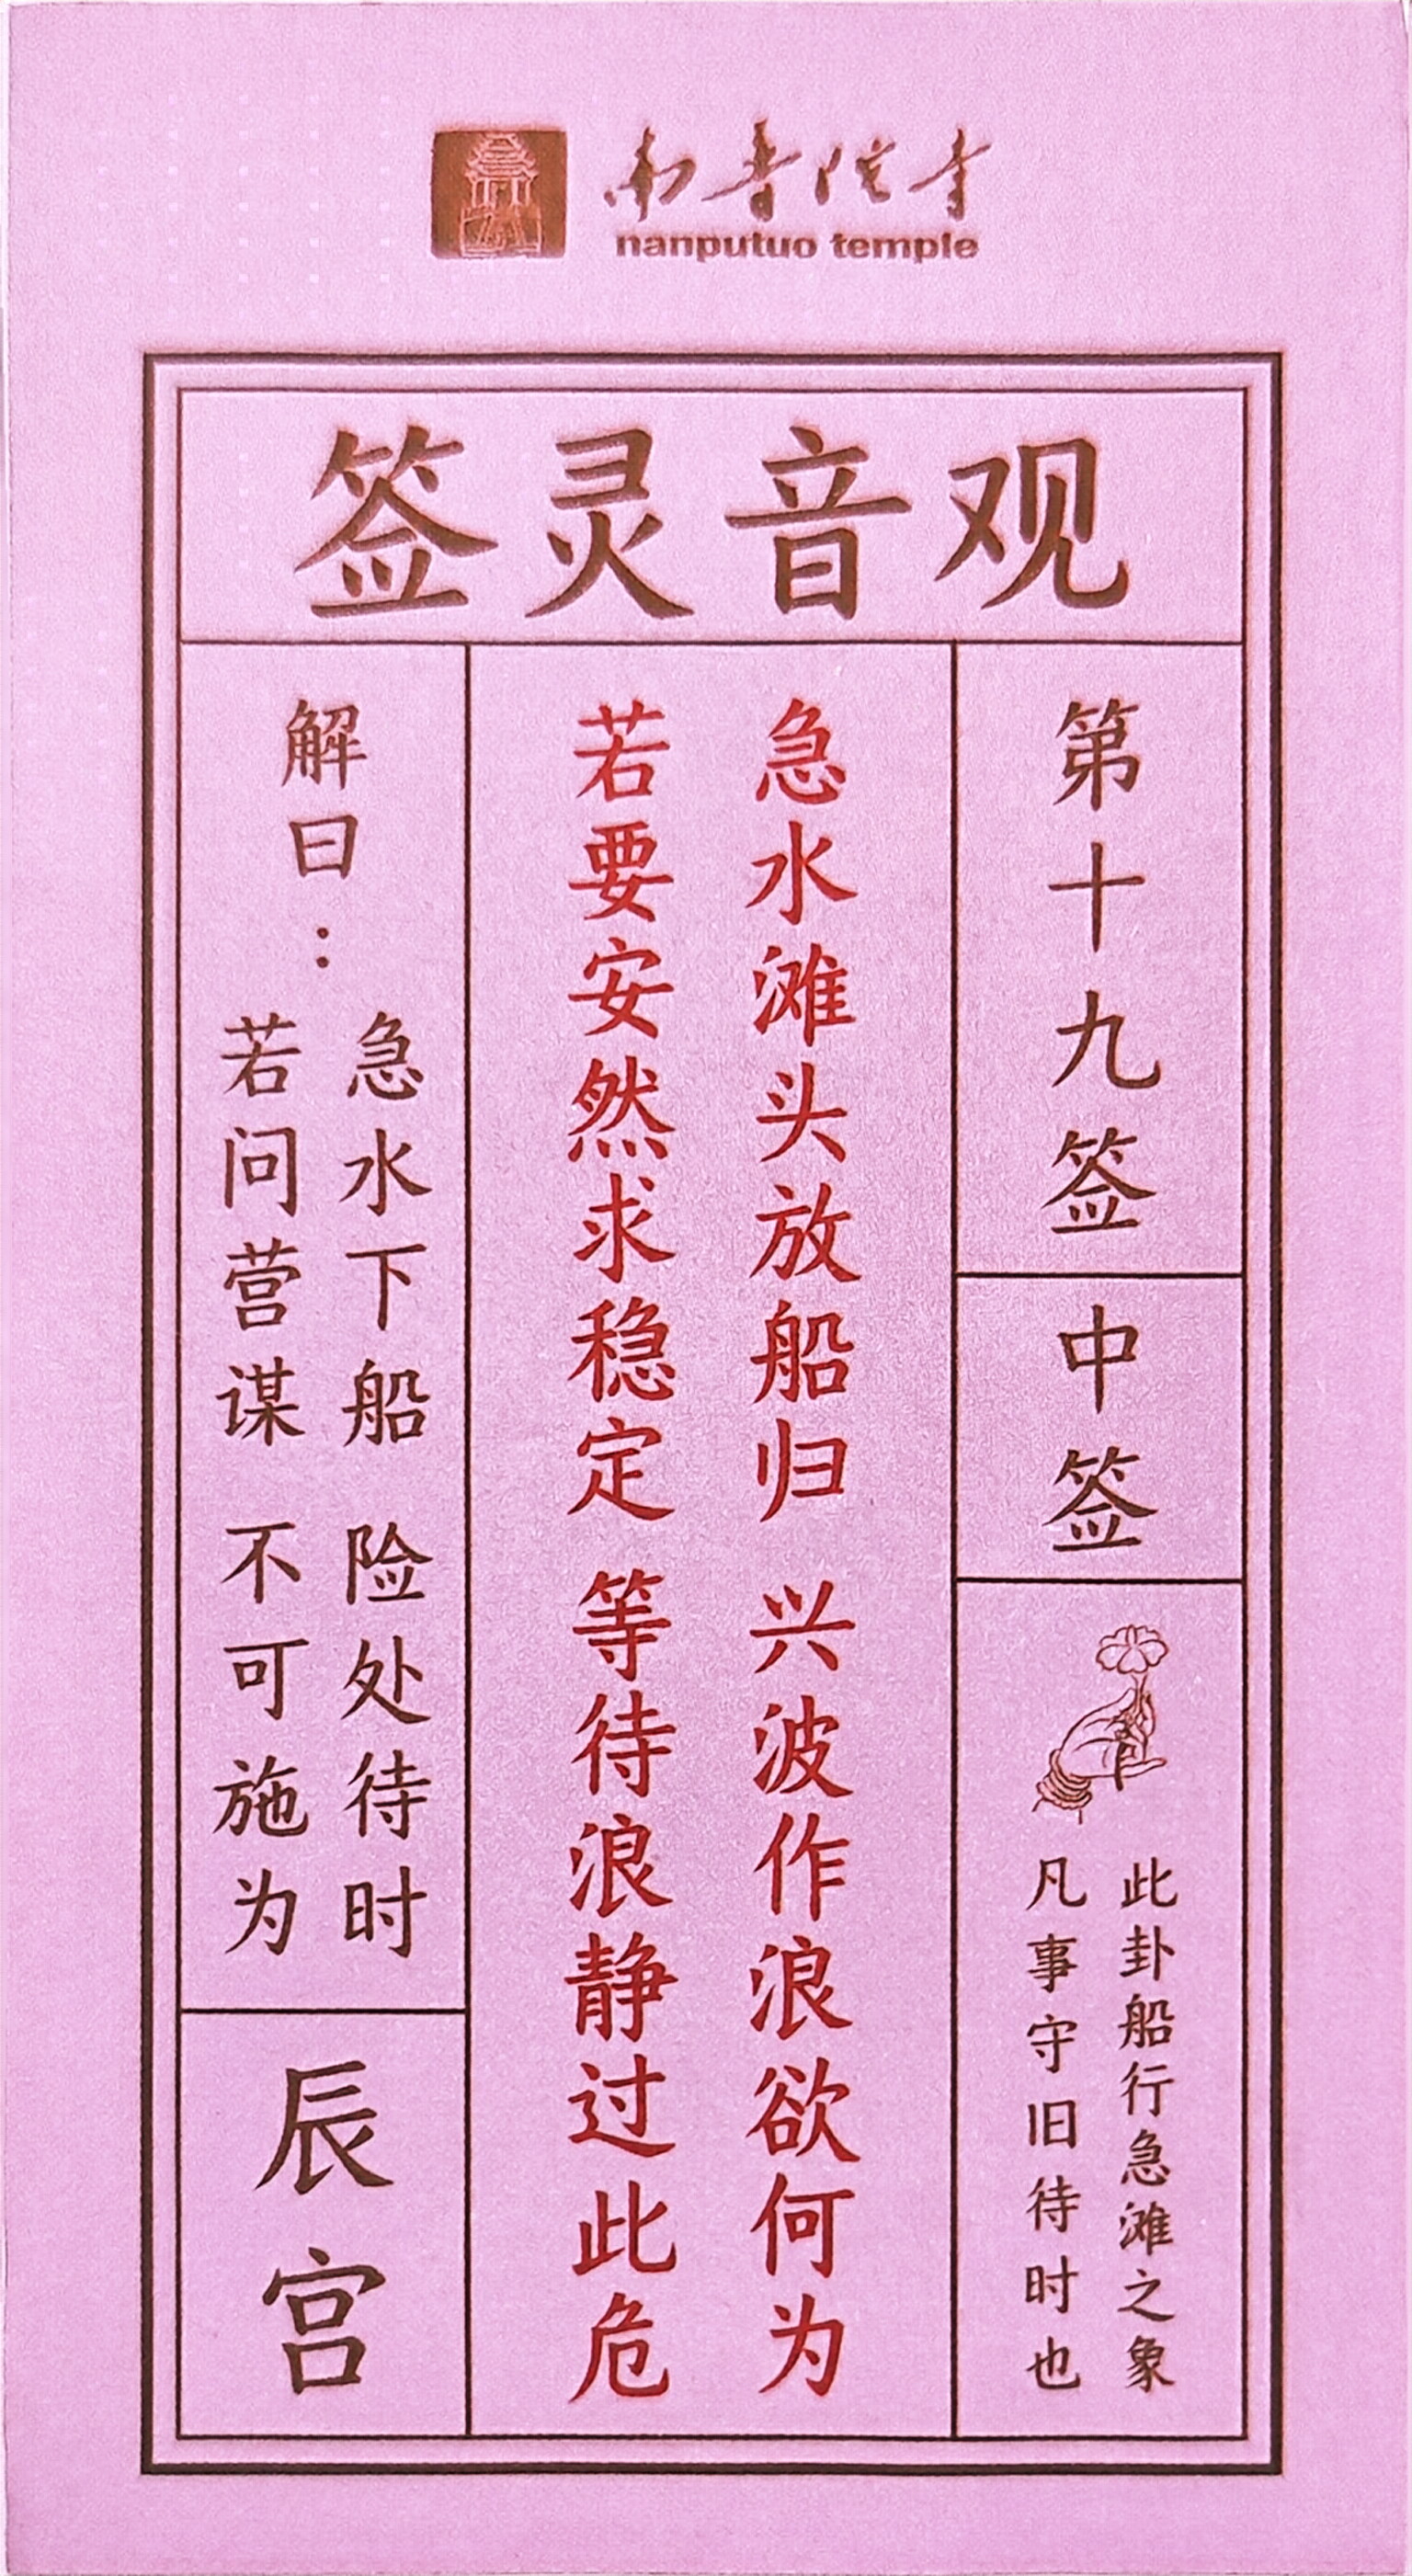 南普陀寺
nanputuo temple
观音灵签
第十九签
中签
此卦船行急滩之象
凡事守旧待时也
急水滩头放船归 兴波作浪欲何为
若要安然求稳定 等待浪静过此危
解曰：
急水下船 险处待时
若问营谋 不可施为
辰宫